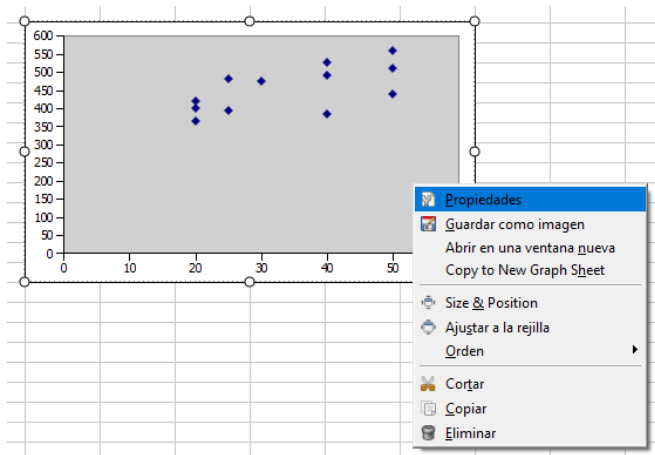 600
550
500
450
400
350
300
250
200
150
100
50
0
0 10 20 30 40 50
Propiedades
Guardar como imagen
Abrir en una ventana nueva
Copy to New Graph Sheet
Size & Position
Ajustar a la rejilla
Orden
Cortar
Copiar
Eliminar